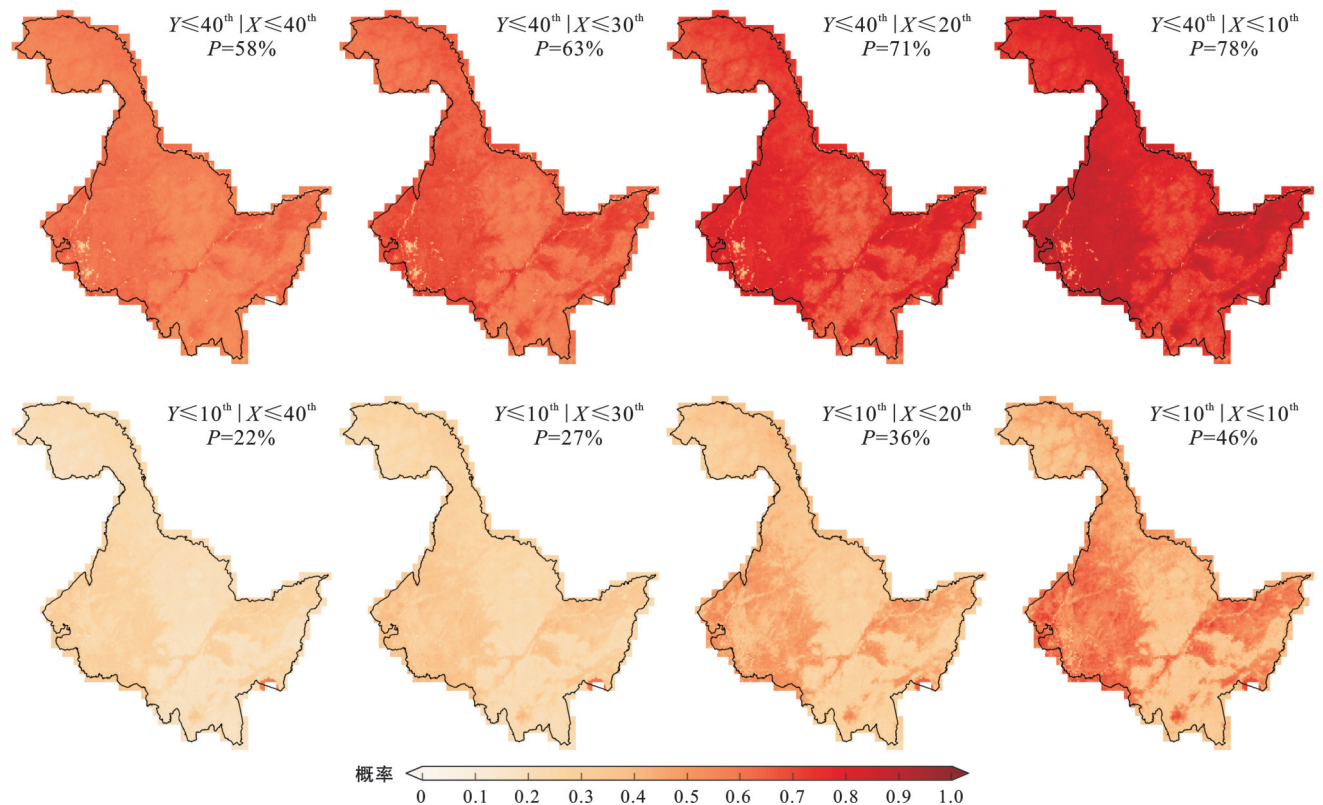 Y≤40th|X≤40th
P=58%
Y≤40th|X≤30th
P=63%
Y≤40th|X≤20th
P=71%
Y≤40th|X≤10th
P=78%
Y≤10th|X≤40th
P=22%
Y≤10th|X≤30th
P=27%
Y≤10th|X≤20th
P=36%
Y≤10th|X≤10th
P=46%
概率
0 0.1 0.2 0.3 0.4 0.5 0.6 0.7 0.8 0.9 1.0